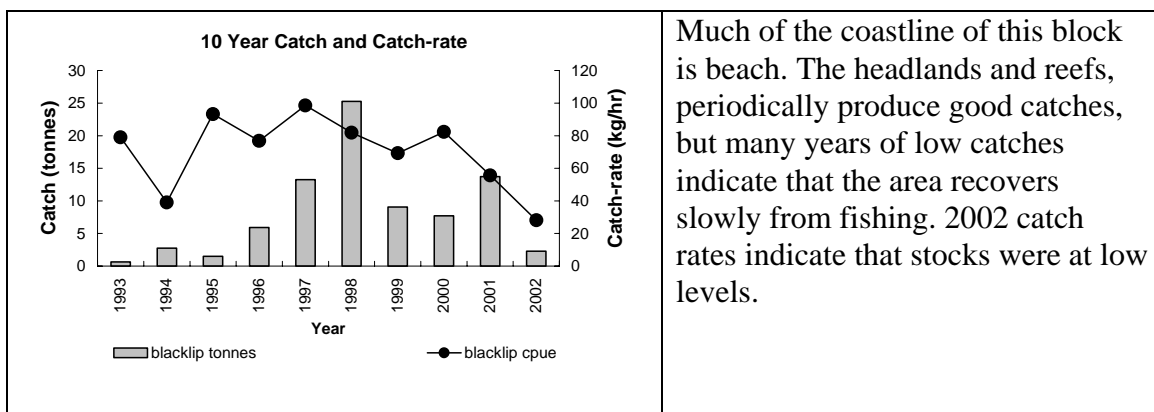 10 Year Catch and Catch-rate
30
25
20
15
10
5
0
Catch (tonnes)
120
100
80
60
40
20
0
Catch-rate (kg/hr)
1993
1994
1995
1996
1997
1998
1999
2000
2001
2002
Year
blacklip tonnes
blacklip cpue
Much of the coastline of this block
is beach. The headlands and reefs,
periodically produce good catches,
but many years of low catches
indicate that the area recovers
slowly from fishing. 2002 catch
rates indicate that stocks were at low
levels.